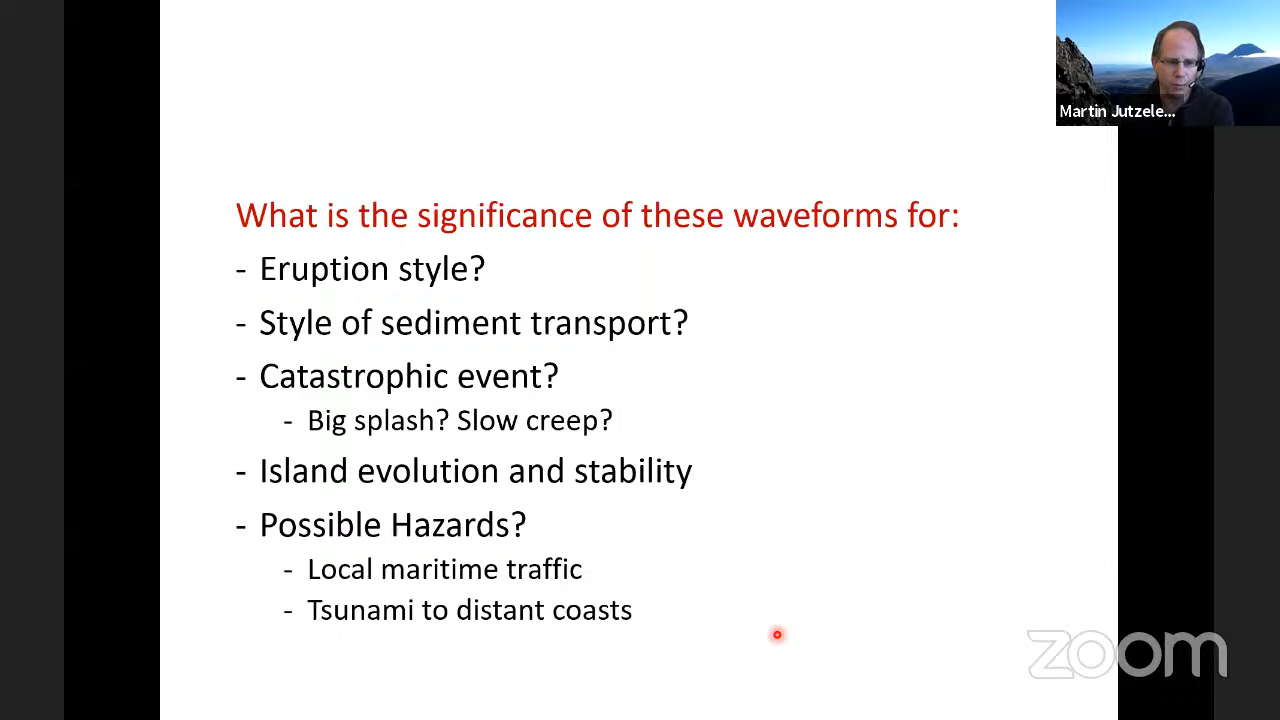 Martin Jutzele...
What is the significance of these waveforms for:
- Eruption style?
- Style of sediment transport?
- Catastrophic event?
- Big splash? Slow creep?
- Island evolution and stability
- Possible Hazards?
- Local maritime traffic
- Tsunami to distant coasts
zoom